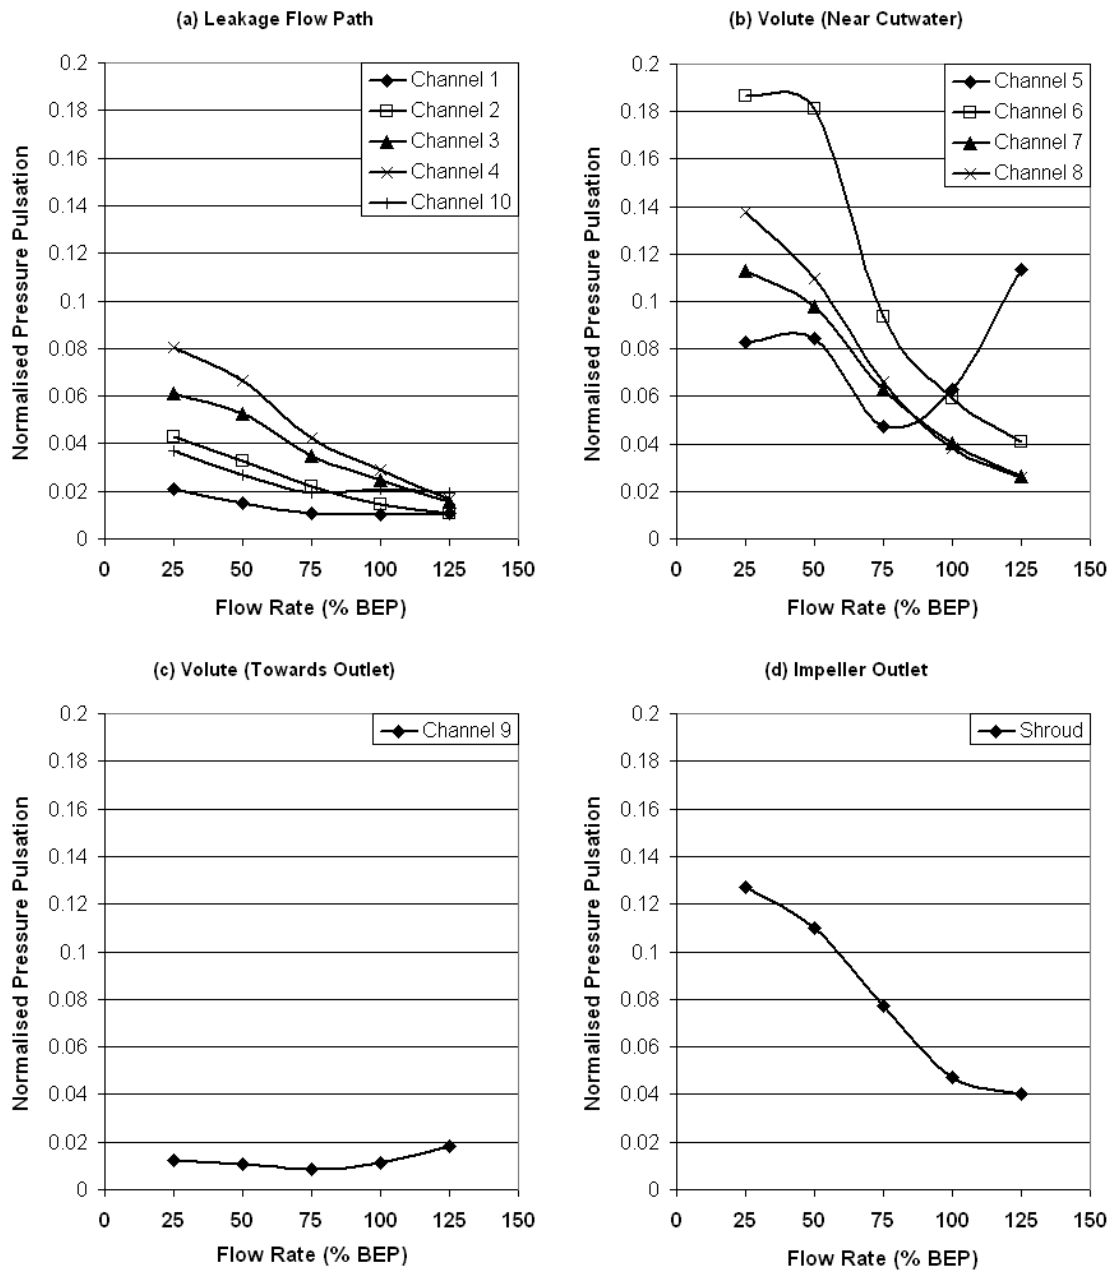 (a) Leakage Flow Path
Normalised Pressure Pulsation
0.2
0.18
0.16
0.14
0.12
0.1
0.08
0.06
0.04
0.02
0
Channel 1
Channel 2
Channel 3
Channel 4
Channel 10
0 25 50 75 100 125 150
Flow Rate (% BEP)
(b) Volute (Near Cutwater)
Normalised Pressure Pulsation
0.2
0.18
0.16
0.14
0.12
0.1
0.08
0.06
0.04
0.02
0
Channel 5
Channel 6
Channel 7
Channel 8
0 25 50 75 100 125 150
Flow Rate (% BEP)
(c) Volute (Towards Outlet)
Normalised Pressure Pulsation
0.2
0.18
0.16
0.14
0.12
0.1
0.08
0.06
0.04
0.02
0
Channel 9
0 25 50 75 100 125 150
Flow Rate (% BEP)
(d) Impeller Outlet
Normalised Pressure Pulsation
0.2
0.18
0.16
0.14
0.12
0.1
0.08
0.06
0.04
0.02
0
Shroud
0 25 50 75 100 125 150
Flow Rate (% BEP)